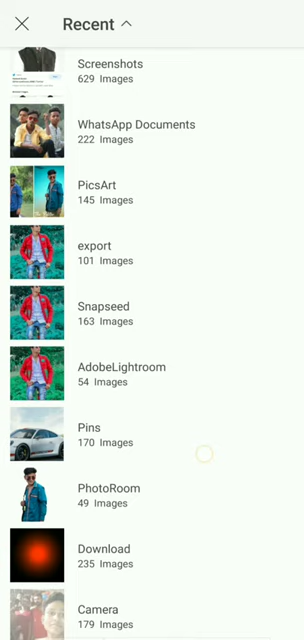 Recent
Screenshots
629 Images
WhatsApp Documents
222 Images
PicsArt
145 Images
export
101 Images
Snapseed
163 Images
AdobeLightroom
54 Images
Pins
170 Images
PhotoRoom
49 Images
Download
235 Images
Camera
179 Images